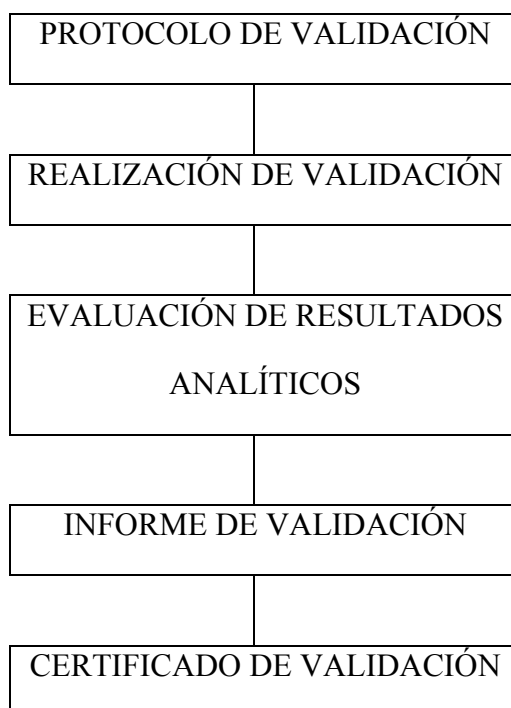 PROTOCOLO DE VALIDACIÓN
REALIZACIÓN DE VALIDACIÓN
EVALUACIÓN DE RESULTADOS
ANALÍTICOS
INFORME DE VALIDACIÓN
CERTIFICADO DE VALIDACIÓN